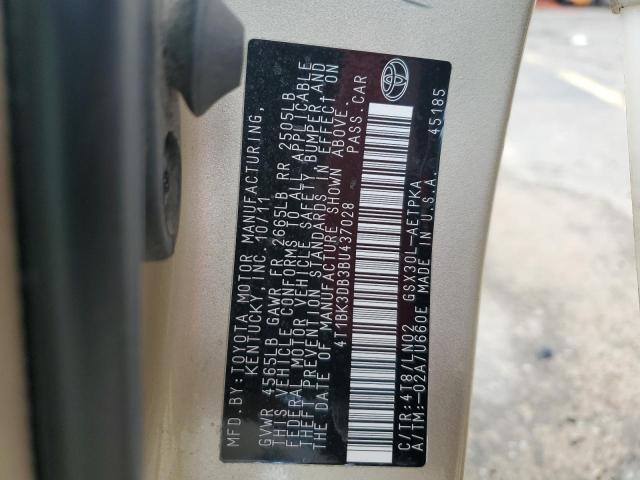 MFD.BY:TOYOTA MOTOR MANUFACTURING,
KENTUCKY, INC. 10/11
GVWR 4565LB GAWR FR 2665LB RR 2505LB
THIS VEHICLE CONFORMS TO ALL APPLICABLE
FEDERAL MOTOR VEHICLE SAFETY, BUMPER AND
THEFT PREVENTION STANDARDS IN EFFECT ON
THE DATE OF MANUFACTURE SHOWN ABOVE.
4T1BK3DB3BU437028 PASS.CAR
C/TR:4T8/LN02 GSX30L-AETPKA 45185
A/TM:-02A/U660E MADE IN U.S.A.